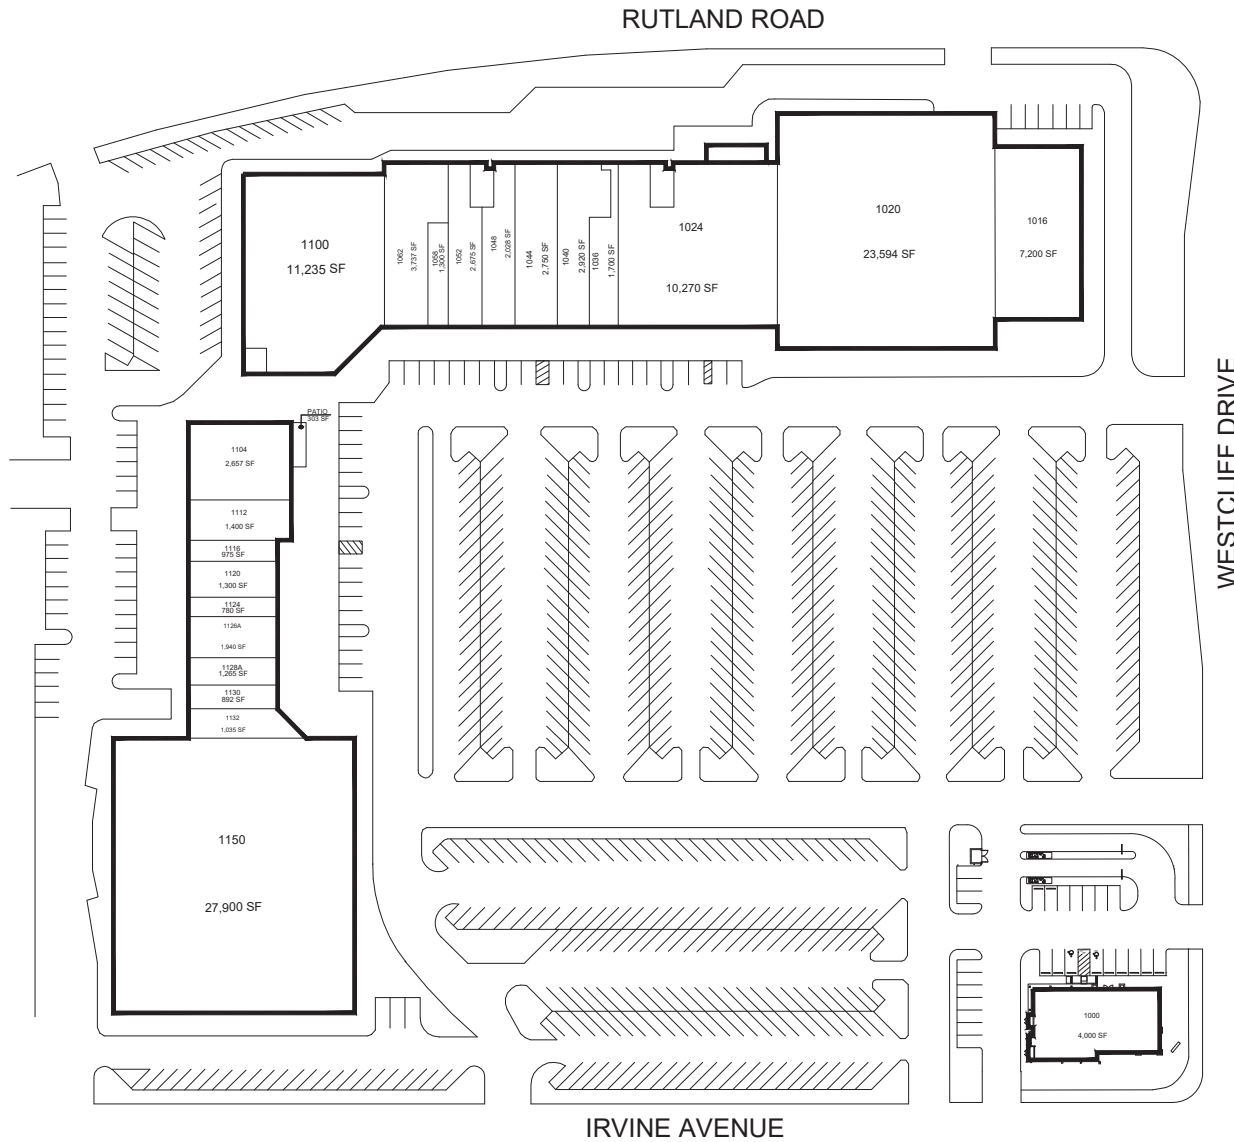 RUTLAND ROAD
1100
11,235 SF
1062
3,737 SF
1058
1,300 SF
1052
2,675 SF
1048
2,028 SF
1044
2,750 SF
1040
2,920 SF
1036
1,700 SF
1024
10,270 SF
1020
23,594 SF
1016
7,200 SF
WESTCLIFF DRIVE
PATIO
303 SF
1104
2,657 SF
1112
1,400 SF
1116
975 SF
1120
1,300 SF
1124
780 SF
1126A
1,940 SF
1128A
1,265 SF
1130
892 SF
1132
1,035 SF
1150
27,900 SF
1000
4,000 SF
IRVINE AVENUE